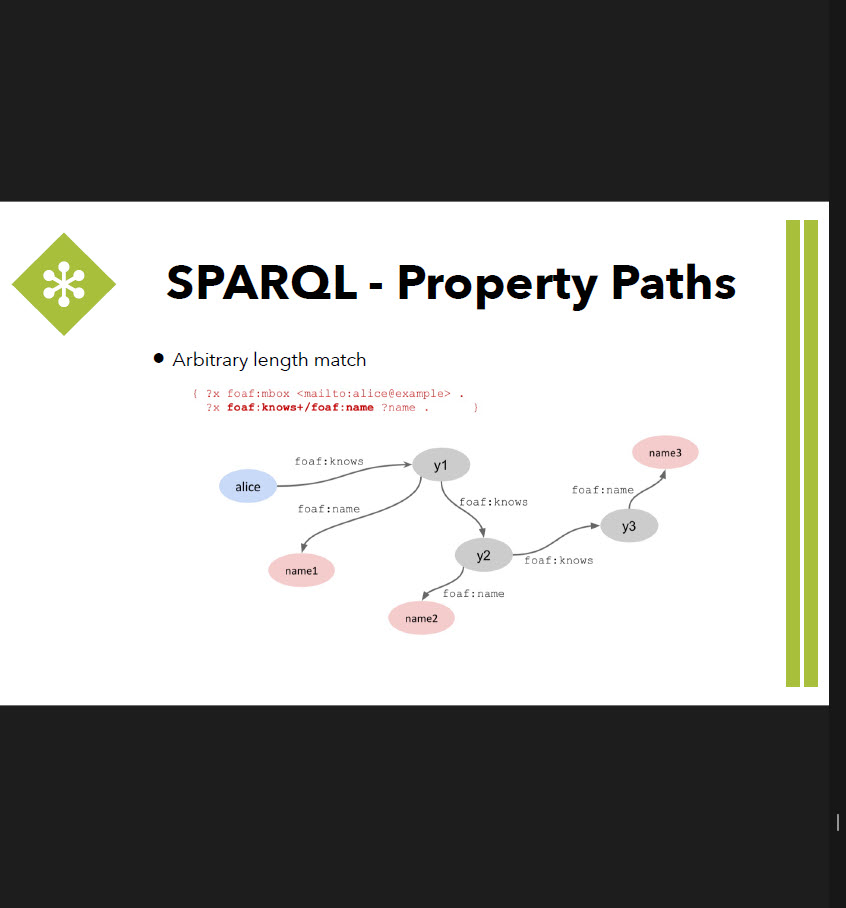 SPARQL - Property Paths
● Arbitrary length match
{ ?x foaf:mbox <mailto:alice@example> .
?x foaf:knows+/foaf:name ?name . }
name3
foaf:knows
y1
alice
foaf:name
foaf:knows
foaf:name
y3
y2
foaf:knows
name1
foaf:name
name2